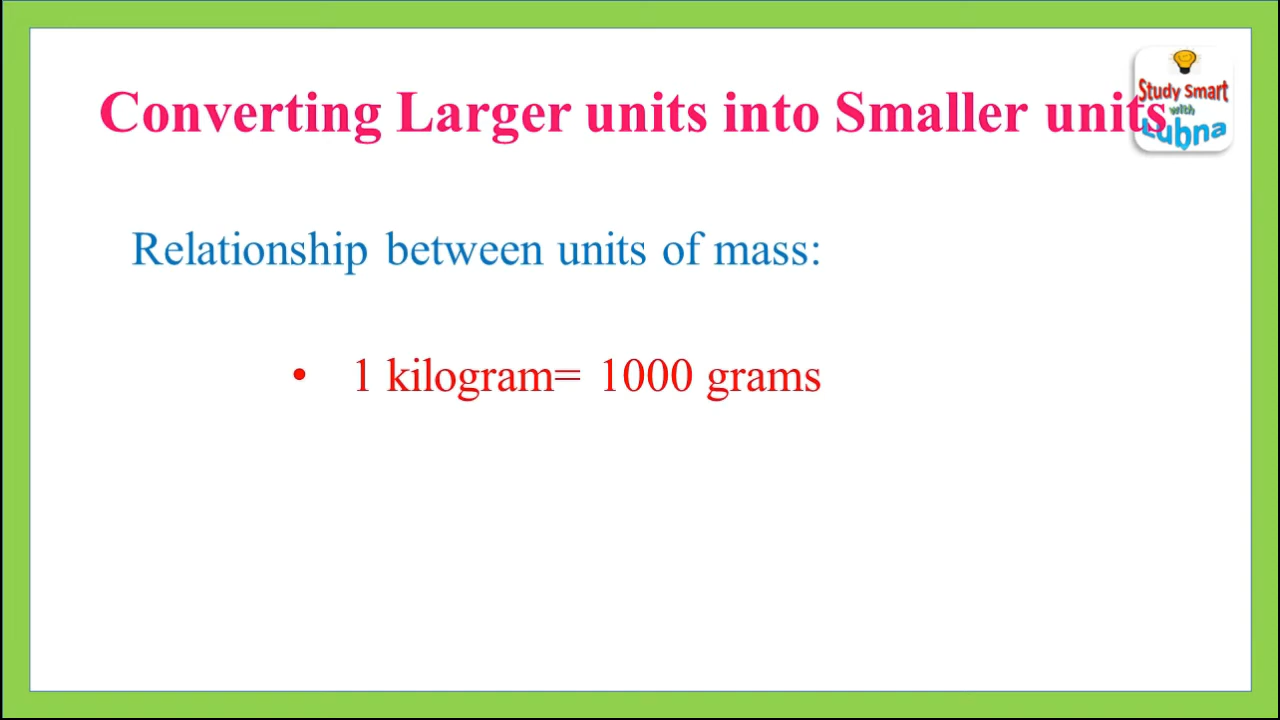 Converting Larger units into Smaller units
Study Smart
with
Lubna
Relationship between units of mass:
• 1 kilogram= 1000 grams